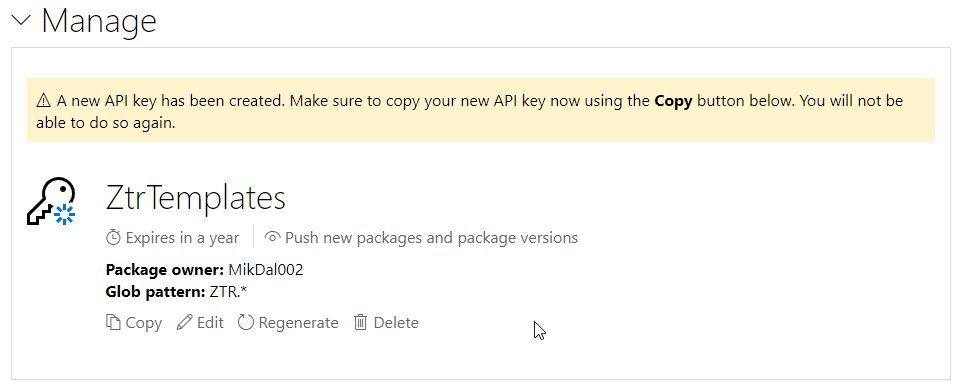 Manage
⚠ A new API key has been created. Make sure to copy your new API key now using the Copy button below. You will not be
able to do so again.
ZtrTemplates
Expires in a year Push new packages and package versions
Package owner: MikDal002
Glob pattern: ZTR.*
Copy Edit Regenerate Delete